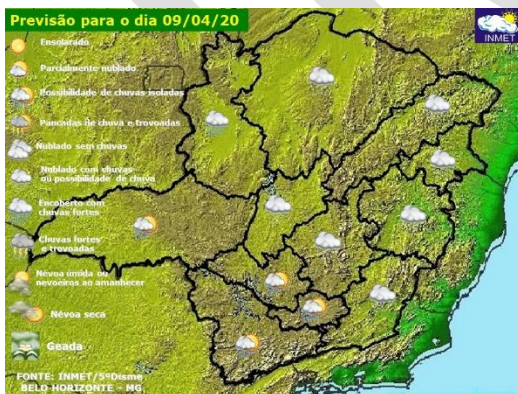 Previsão para o dia 09/04/20
INMET
Ensolarado
Parcialmente nublado
Possibilidade de chuvas isoladas
Pancadas de chuva e trovoadas
Nublado sem chuvas
Nublado com chuvas
ou possibilidade de chuva
Encoberto com
chuvas fortes
Chuvas fortes
e trovoadas
Névoa úmida ou
nevoeiros ao amanhecer
Névoa seca
Geada
FONTE: INMET/5ºDisme
BELO HORIZONTE - MG